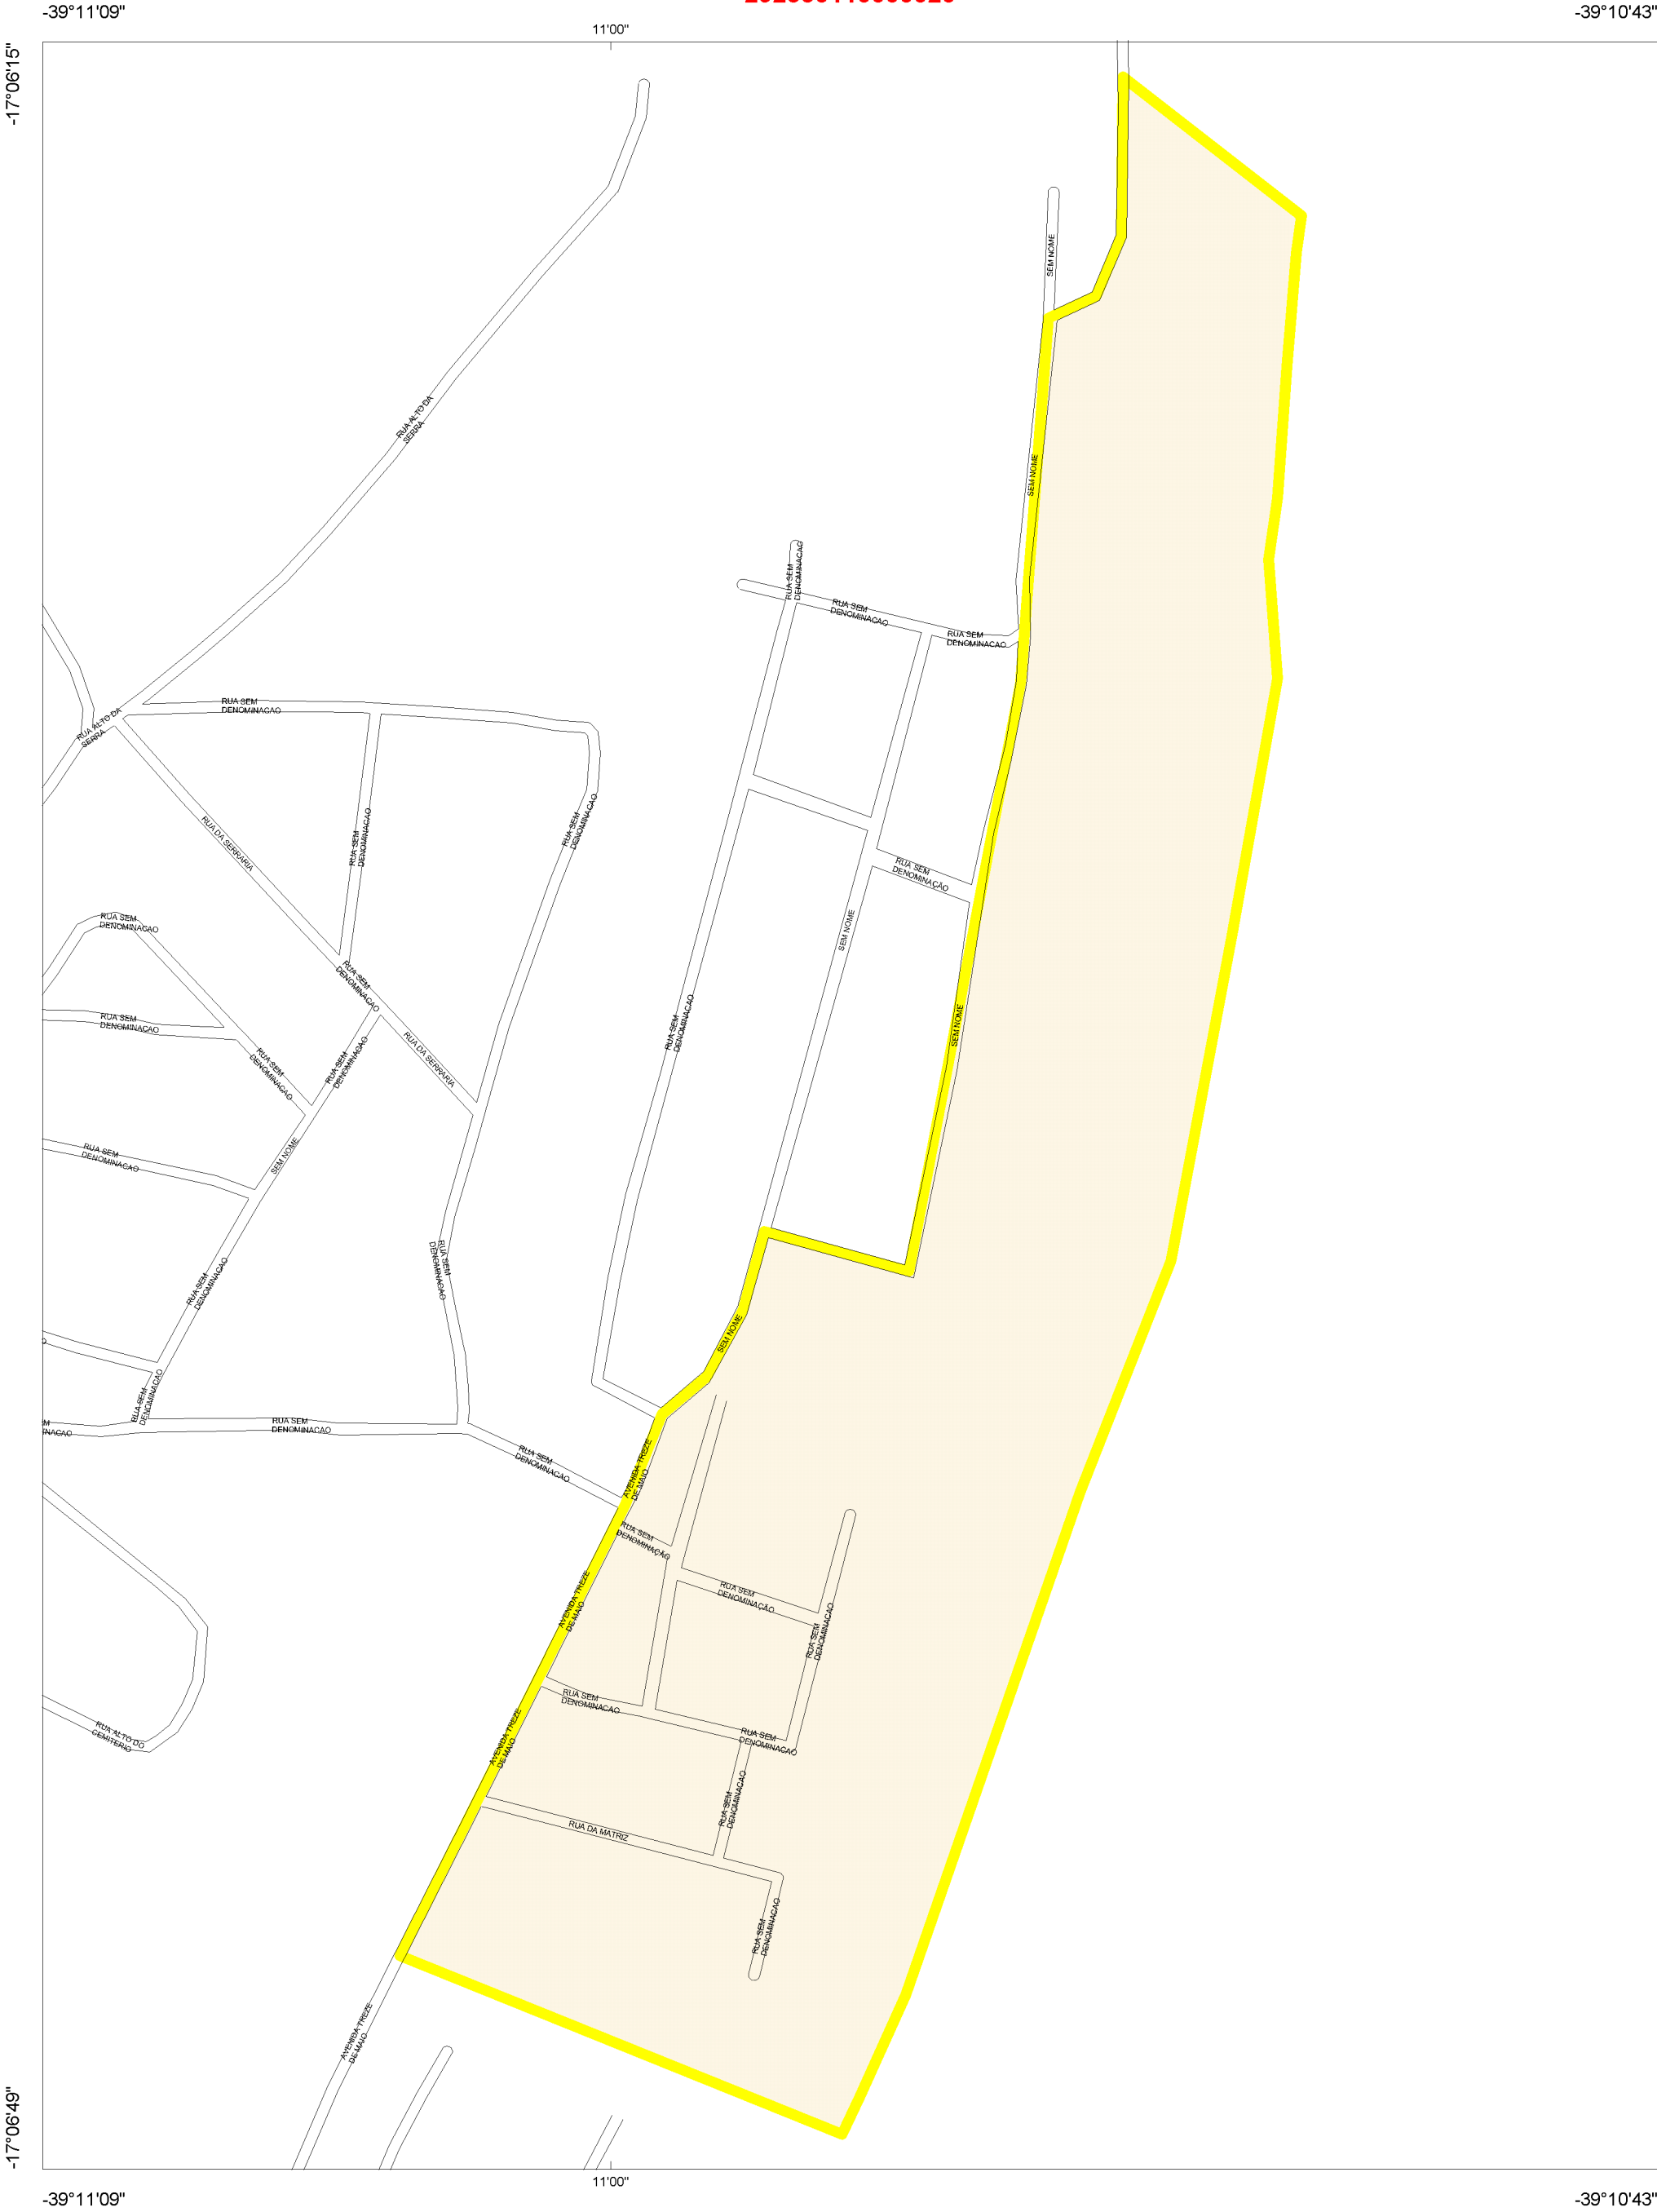 -39°11'09"
11'00"
-39°10'43"
-17°06'15"
SEM NOME
RUA ALTO DA
SERRA
SEM NOME
RUA SEM
DENOMINACAO
RUA SEM
DENOMINACAO
RUA SEM
DENOMINACAO
RUA SEM
DENOMINACAO
RUA ALTO DA
SERRA
RUA DA SERRARIA
RUA SEM
DENOMINACAO
RUA SEM
DENOMINACAO
RUA SEM
DENOMINAÇÃO
RUA SEM
DENOMINACAO
SEM NOME
RUA SEM
DENOMINACAO
RUA SEM
DENOMINACAO
RUA SEM
DENOMINACAO
SEM NOME
RUA SEM
DENOMINACAO
RUA SEM
DENOMINACAO
RUA DA SERRARIA
RUA SEM
DENOMINACAO
SEM NOME
RUA SEM
DENOMINACAO
RUA SEM
DENOMINACAO
SEM NOME
O
RUA SEM
DENOMINACAO
M
INACAO
RUA SEM
DENOMINACAO
RUA SEM
DENOMINACAO
AVENIDA TREZE
DE MAIO
RUA SEM
DENOMINAÇÃO
AVENIDA TREZE
DE MAIO
RUA SEM
DENOMINAÇÃO
RUA SEM
DENOMINACAO
RUA SEM
DENOMINACAO
RUA ALTO DO
CEMITERIO
AVENIDA TREZE
DE MAIO
RUA SEM
DENOMINACAO
RUA SEM
DENOMINACAO
RUA DA MATRIZ
RUA SEM
DENOMINACAO
AVENIDA TREZE
DE MAIO
-17°06'49"
11'00"
-39°11'09"
-39°10'43"